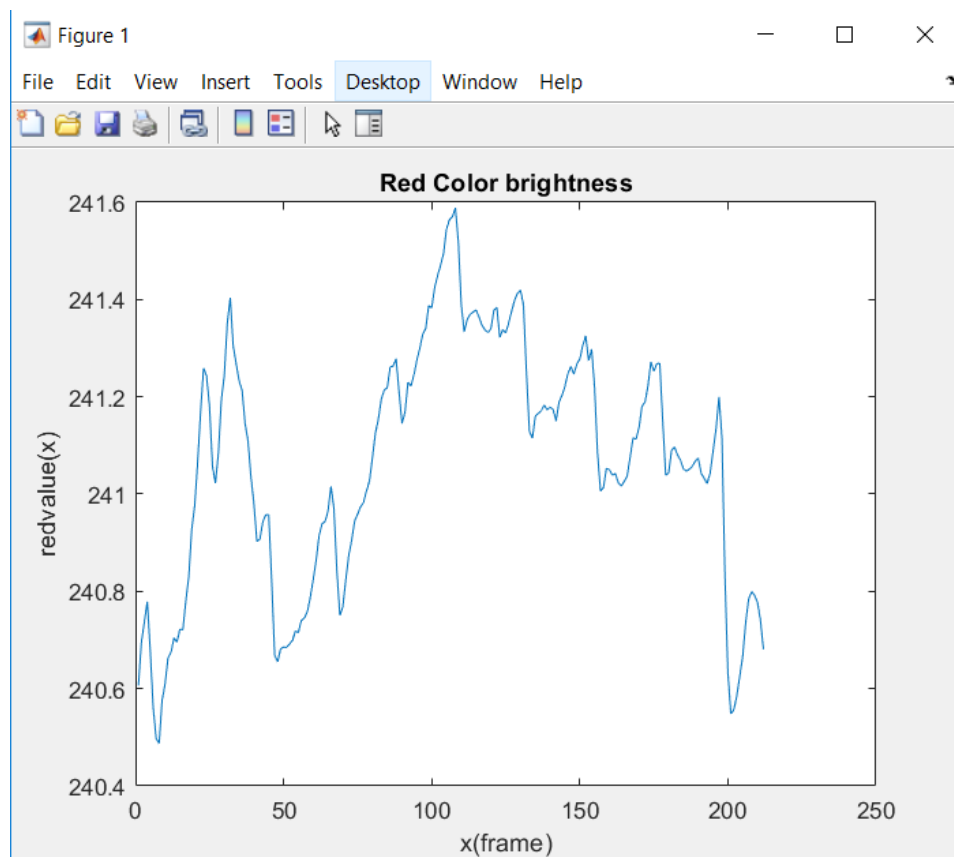 Figure 1
File Edit View Insert Tools Desktop Window Help
Red Color brightness
241.6
241.4
241.2
241
240.8
240.6
240.4
redvalue(x)
0 50 100 150 200 250
x(frame)